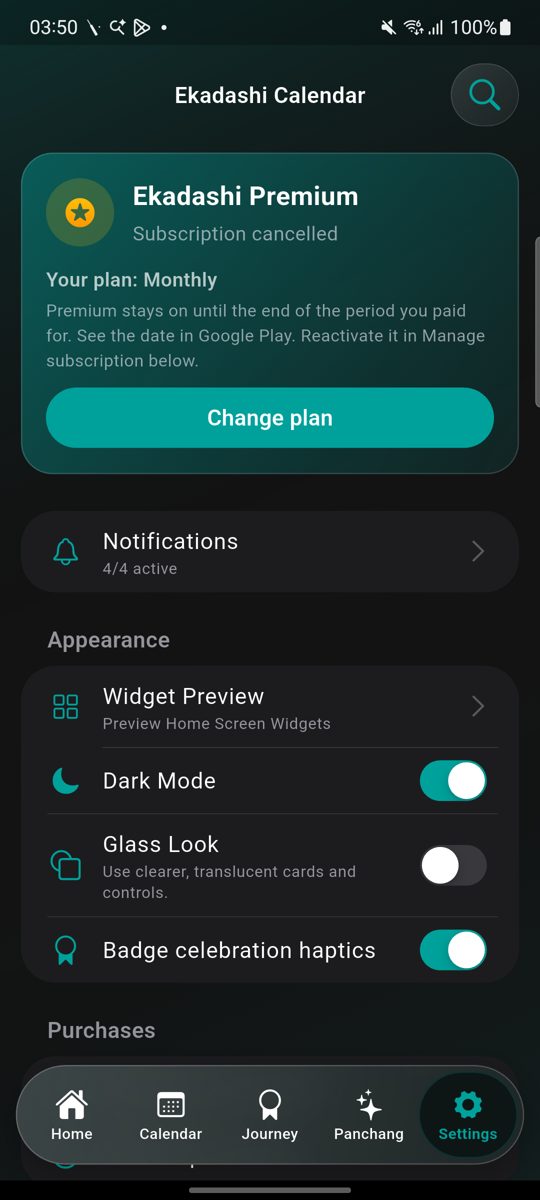 03:50
100%
Ekadashi Calendar
Ekadashi Premium
Subscription cancelled
Your plan: Monthly
Premium stays on until the end of the period you paid
for. See the date in Google Play. Reactivate it in Manage
subscription below.
Change plan
Notifications
4/4 active
Appearance
Widget Preview
Preview Home Screen Widgets
Dark Mode
Glass Look
Use clearer, translucent cards and
controls.
Badge celebration haptics
Purchases
Home
Calendar
Journey
Panchang
Settings